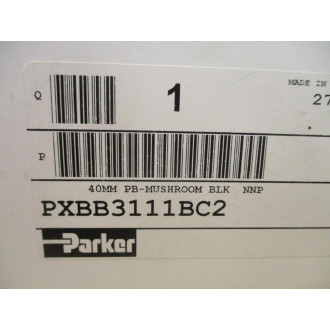 Q
1
MADE IN
27
P
40MM PB-MUSHROOM BLK NNP
PXBB3111BC2
Parker